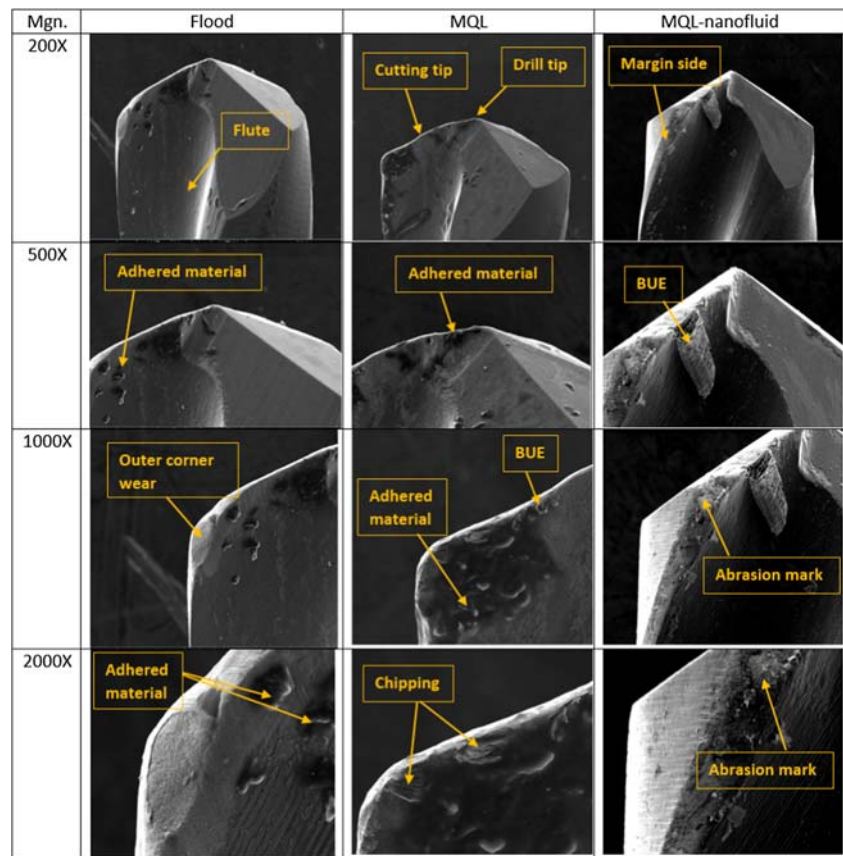 Mgn. Flood MQL MQL-nanofluid
200X
Cutting tip
Drill tip
Margin side
Flute
500X
Adhered material
Adhered material
BUE
1000X
Outer corner
wear
BUE
Adhered
material
Abrasion mark
2000X
Adhered
material
Chipping
Abrasion mark